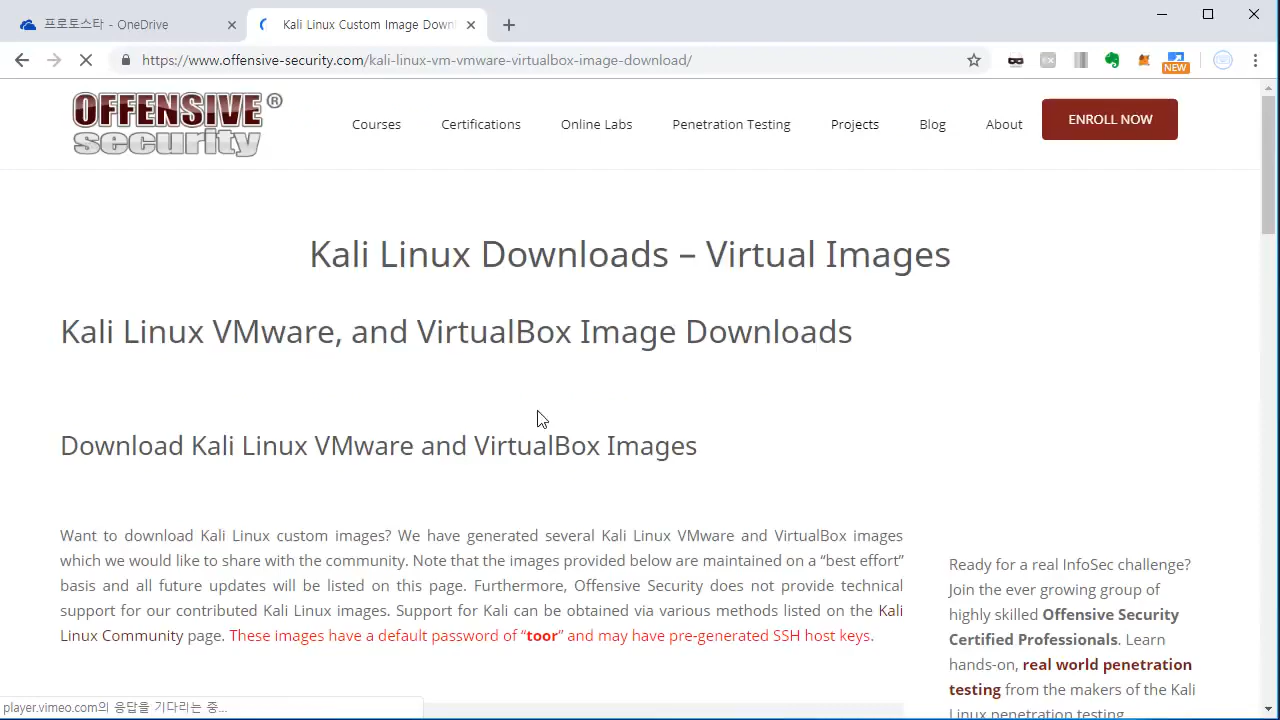 프로토스타 - OneDrive
Kali Linux Custom Image Down
https://www.offensive-security.com/kali-linux-vm-vmware-virtualbox-image-download/
NEW
OFFENSIVE®
security
Courses
Certifications
Online Labs
Penetration Testing
Projects
Blog
About
ENROLL NOW
Kali Linux Downloads – Virtual Images
Kali Linux VMware, and VirtualBox Image Downloads
Download Kali Linux VMware and VirtualBox Images
Want to download Kali Linux custom images? We have generated several Kali Linux VMware and VirtualBox images
which we would like to share with the community. Note that the images provided below are maintained on a “best effort”
basis and all future updates will be listed on this page. Furthermore, Offensive Security does not provide technical
support for our contributed Kali Linux images. Support for Kali can be obtained via various methods listed on the Kali
Linux Community page. These images have a default password of “toor” and may have pre-generated SSH host keys.
Ready for a real InfoSec challenge?
Join the ever growing group of
highly skilled Offensive Security
Certified Professionals. Learn
hands-on, real world penetration
testing from the makers of the Kali
Linux penetration testing
player.vimeo.com의 응답을 기다리는 중...